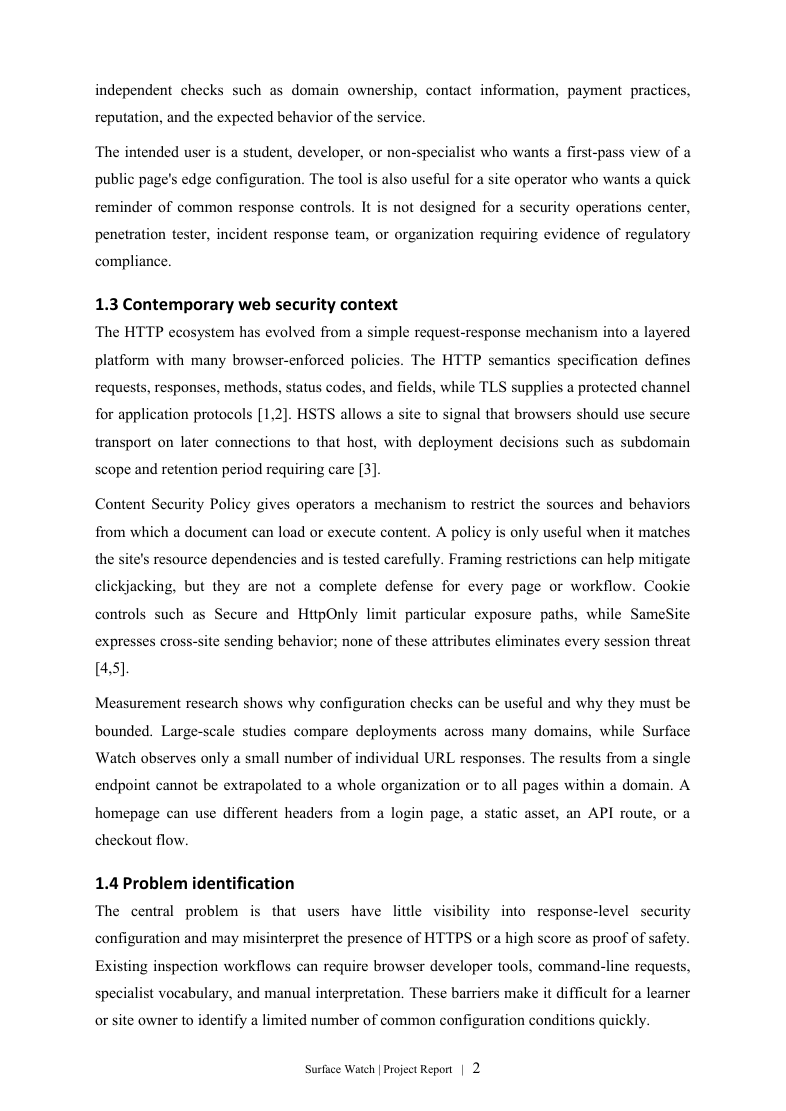 independent checks such as domain ownership, contact information, payment practices,
reputation, and the expected behavior of the service.
The intended user is a student, developer, or non-specialist who wants a first-pass view of a
public page's edge configuration. The tool is also useful for a site operator who wants a quick
reminder of common response controls. It is not designed for a security operations center,
penetration tester, incident response team, or organization requiring evidence of regulatory
compliance.
1.3 Contemporary web security context
The HTTP ecosystem has evolved from a simple request-response mechanism into a layered
platform with many browser-enforced policies. The HTTP semantics specification defines
requests, responses, methods, status codes, and fields, while TLS supplies a protected channel
for application protocols [1,2]. HSTS allows a site to signal that browsers should use secure
transport on later connections to that host, with deployment decisions such as subdomain
scope and retention period requiring care [3].
Content Security Policy gives operators a mechanism to restrict the sources and behaviors
from which a document can load or execute content. A policy is only useful when it matches
the site's resource dependencies and is tested carefully. Framing restrictions can help mitigate
clickjacking, but they are not a complete defense for every page or workflow. Cookie
controls such as Secure and HttpOnly limit particular exposure paths, while SameSite
expresses cross-site sending behavior; none of these attributes eliminates every session threat
[4,5].
Measurement research shows why configuration checks can be useful and why they must be
bounded. Large-scale studies compare deployments across many domains, while Surface
Watch observes only a small number of individual URL responses. The results from a single
endpoint cannot be extrapolated to a whole organization or to all pages within a domain. A
homepage can use different headers from a login page, a static asset, an API route, or a
checkout flow.
1.4 Problem identification
The central problem is that users have little visibility into response-level security
configuration and may misinterpret the presence of HTTPS or a high score as proof of safety.
Existing inspection workflows can require browser developer tools, command-line requests,
specialist vocabulary, and manual interpretation. These barriers make it difficult for a learner
or site owner to identify a limited number of common configuration conditions quickly.
Surface Watch | Project Report | 2